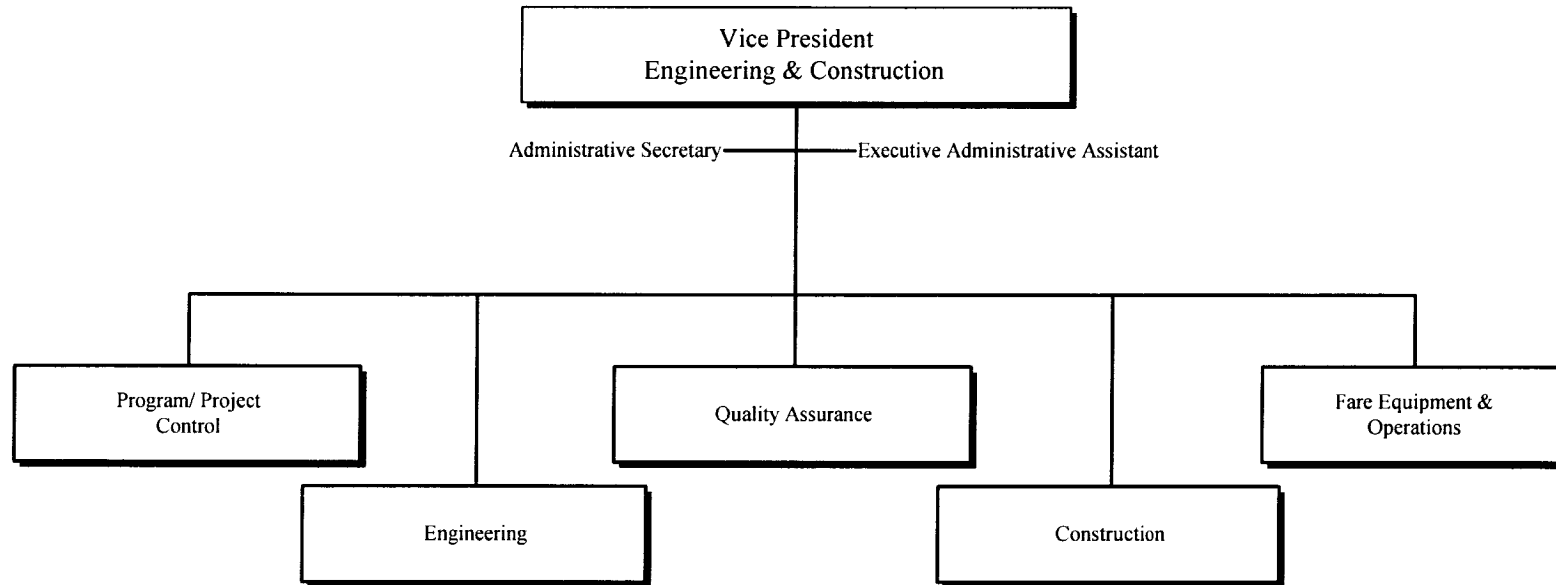 Vice President
Engineering & Construction
Administrative Secretary
Executive Administrative Assistant
Program/ Project
Control
Quality Assurance
Fare Equipment &
Operations
Engineering
Construction